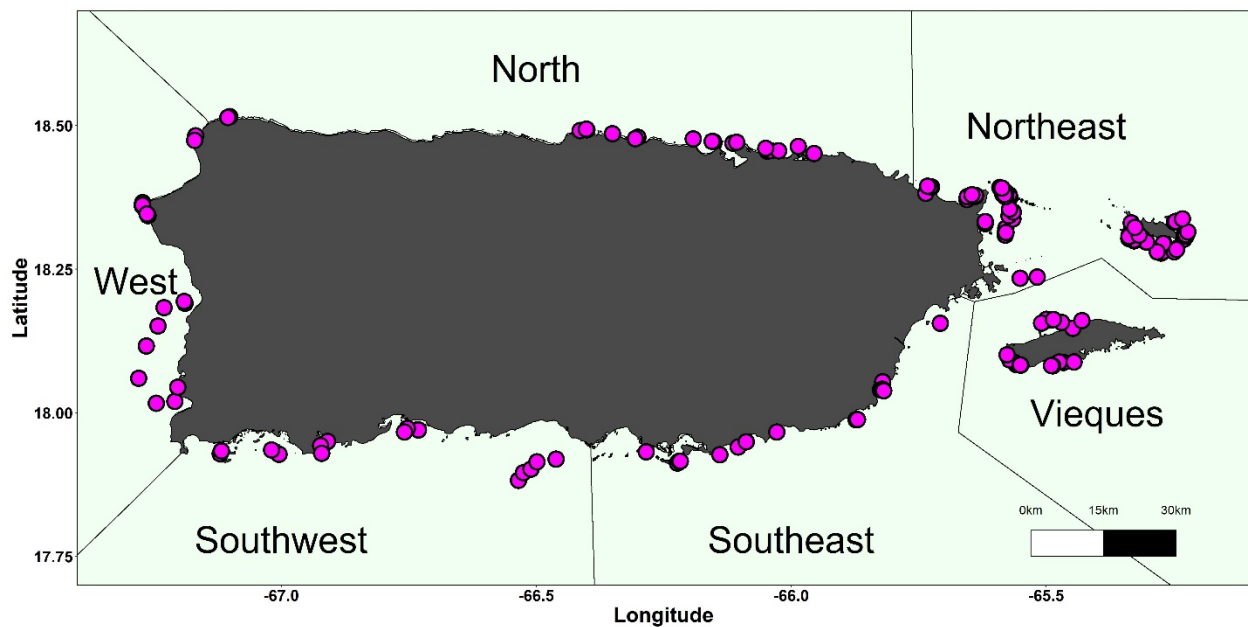 North
Northeast
West
Vieques
Southwest
Southeast
0km 15km 30km
18.50
18.25
18.00
17.75
Latitude
-67.0 -66.5 -66.0 -65.5
Longitude